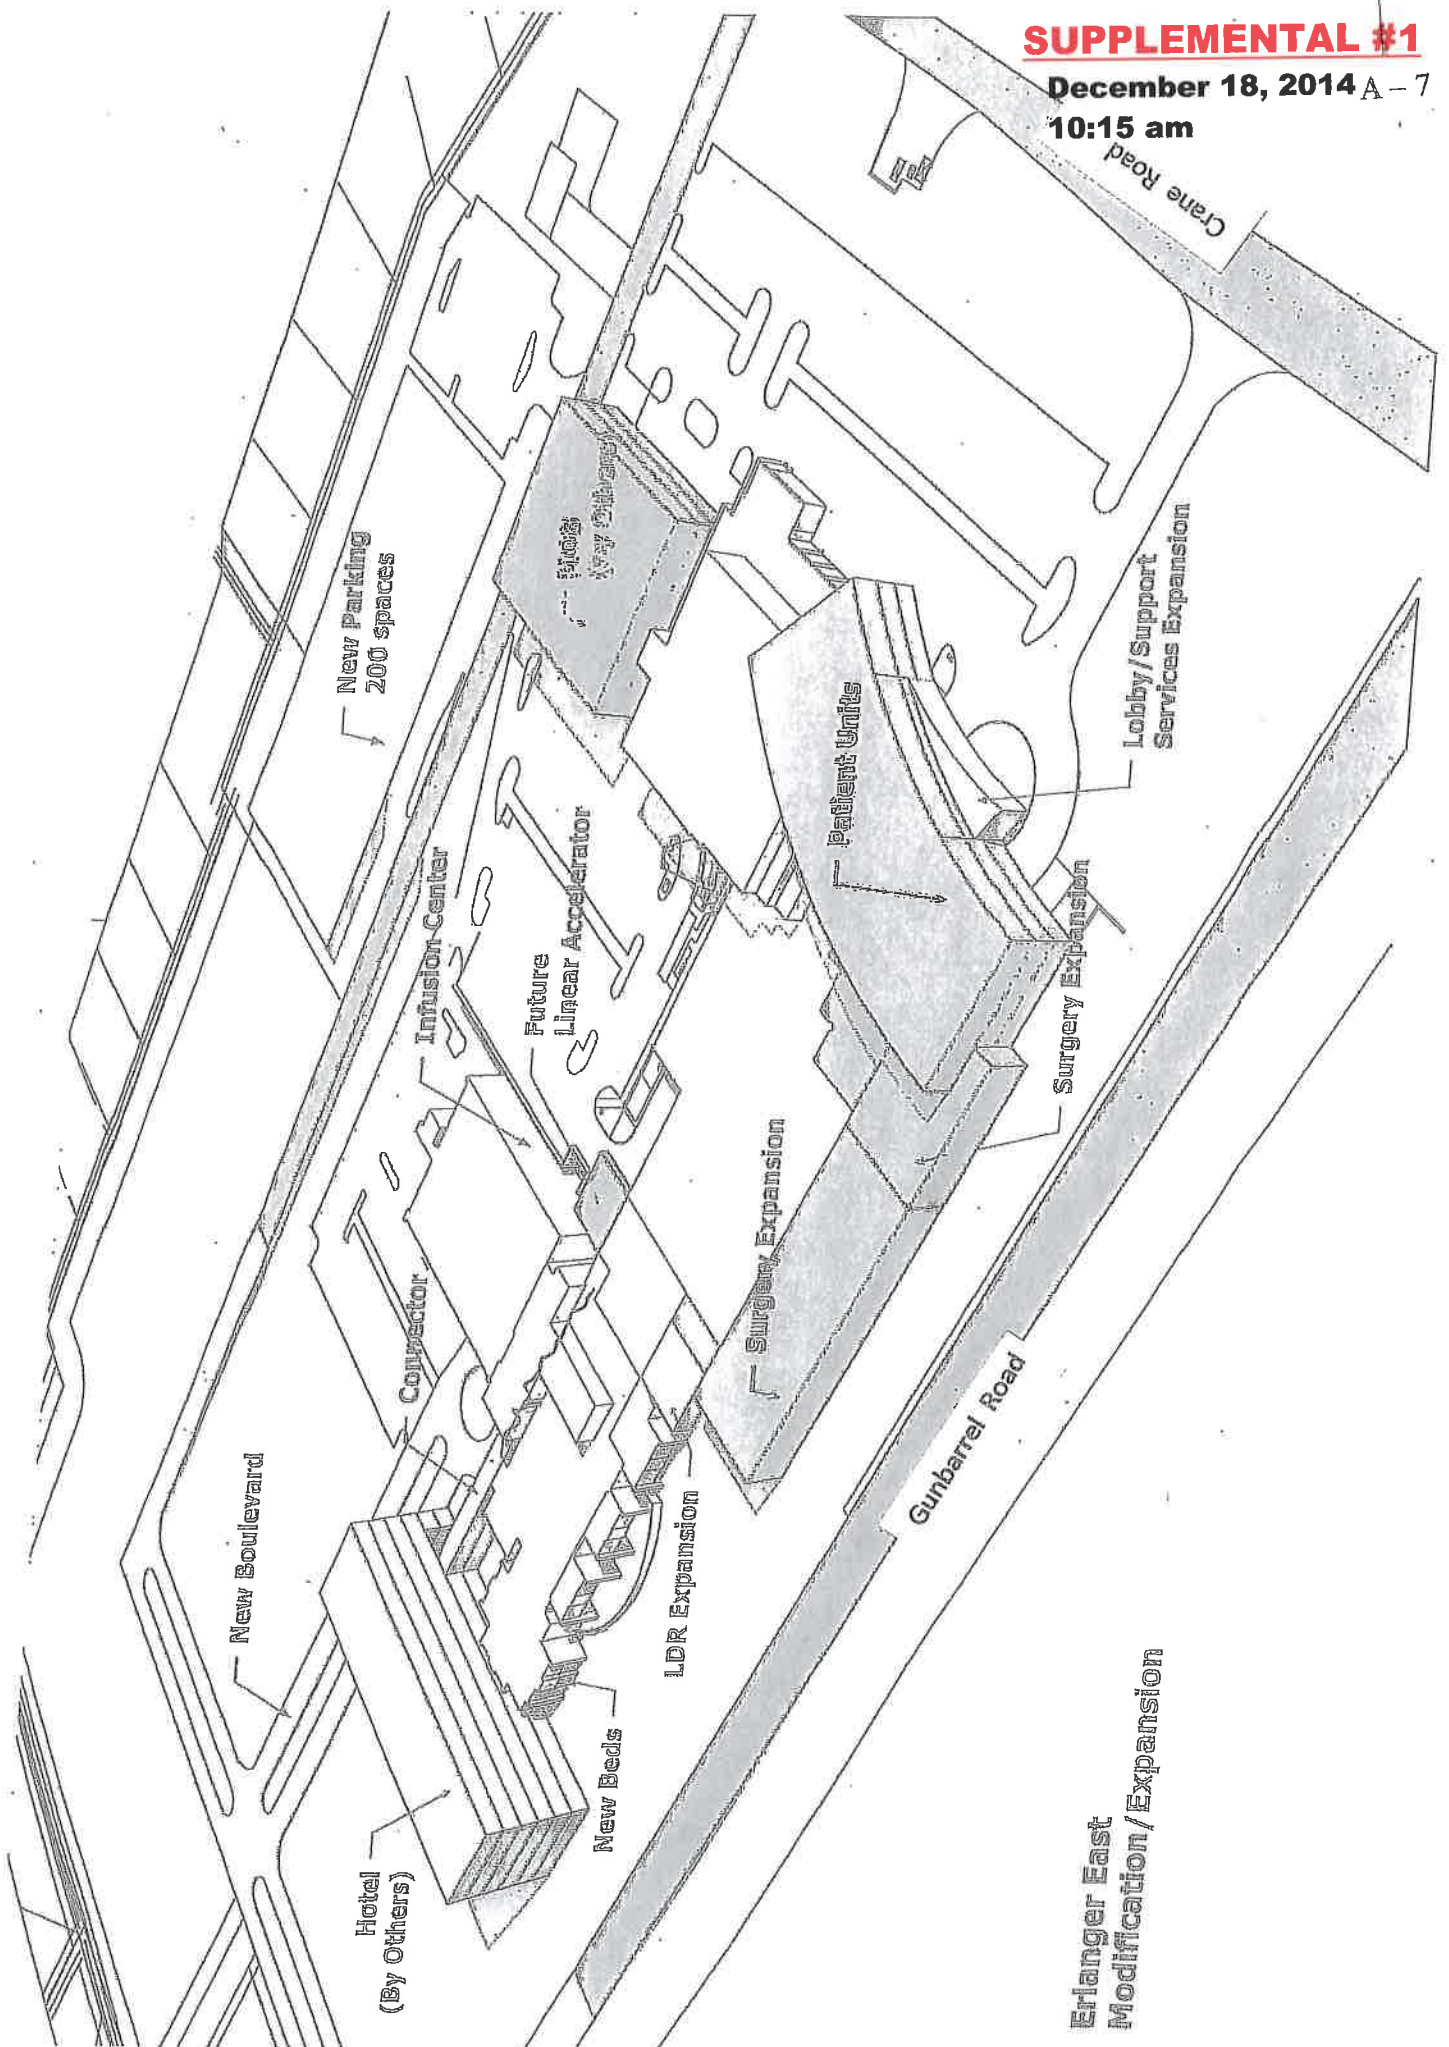 SUPPLEMENTAL #1
December 18, 2014 A-7
10:15 am
Crane Road
New Parking
200 spaces
(By Others)
Patient Units
Lobby/Support
Services Expansion
Infusion Center
Future
Linear Accelerator
Surgery Expansion
Surgery Expansion
Connector
New Boulevard
Gunbarrel Road
LDR Expansion
New Beds
Hotel
(By Others)
Erlanger East
Modification/Expansion